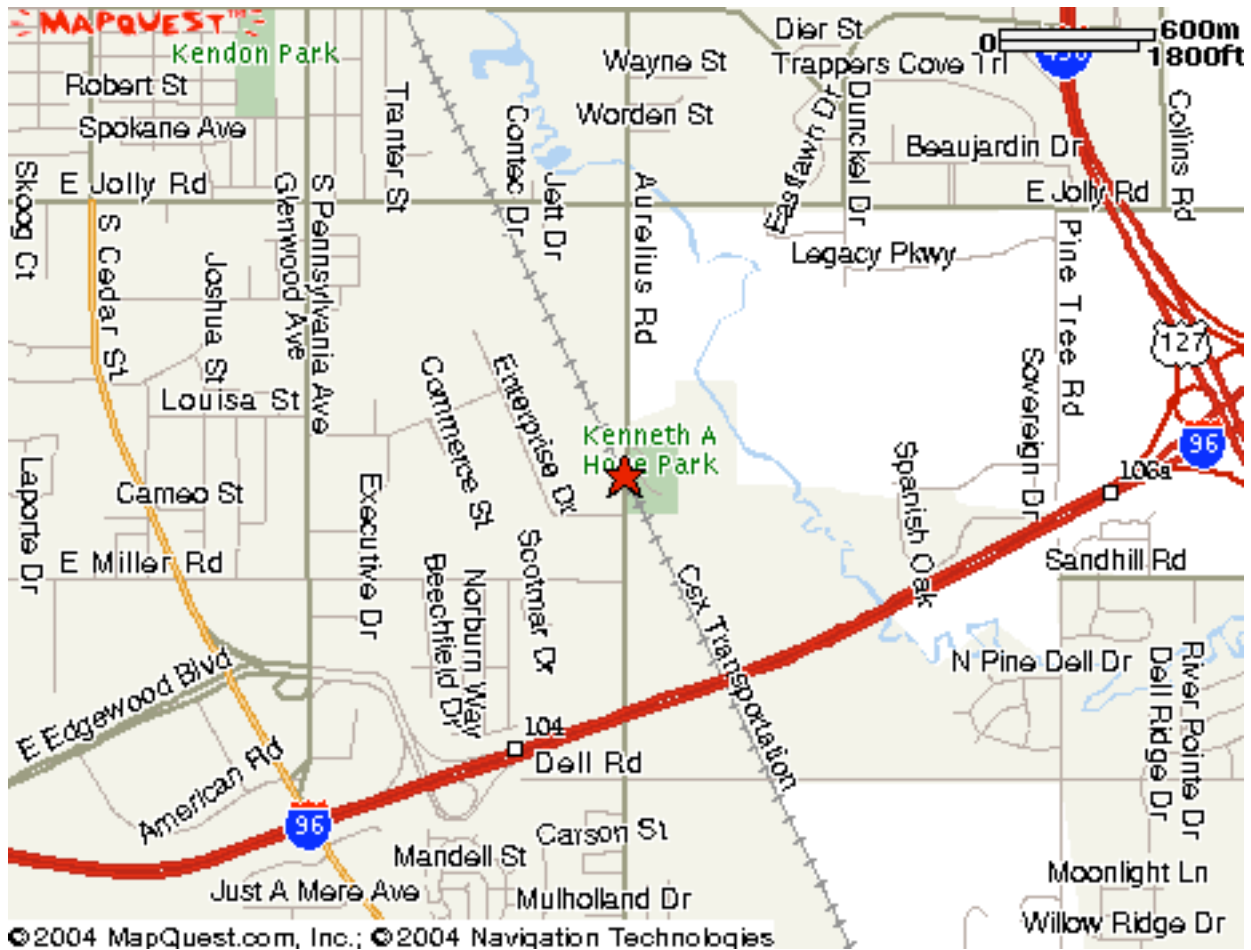 MAPQUEST™
Kendon Park
Robert St
Spokane Ave
Tranter St
Contec Dr
Jett Dr
Wayne St
Worden St
Dier St
Trappers Cove Trl
Eastlawn Dr
Dunckel Dr
Beaujardin Dr
0
600m
1800ft
Collins Rd
Skoog Ct
E Jolly Rd
E Jolly Rd
S Cedar St
Joshua St
Glenwood Ave
S Pennsylvania Ave
Aurelius Rd
Legacy Pkwy
Pine Tree Rd
127
96
Louisa St
Commerce St
Enterprise Dr
Kenneth A
Park
Spanish Oak
Sovereign Dr
106a
Laporte Dr
Cameo St
Executive Dr
E Miller Rd
Beechfield Dr
Norburn Way
Scotmar Dr
Csx Transportation
Sandhill Rd
N Pine Dell Dr
Dell Ridge Dr
River Pointe Dr
E Edgewood Blvd
American Rd
104
Dell Rd
96
Carson St
Mandell St
Just A Mere Ave
Mulholland Dr
Moonlight Ln
Willow Ridge Dr
©2004 MapQuest.com, Inc.; ©2004 Navigation Technologies